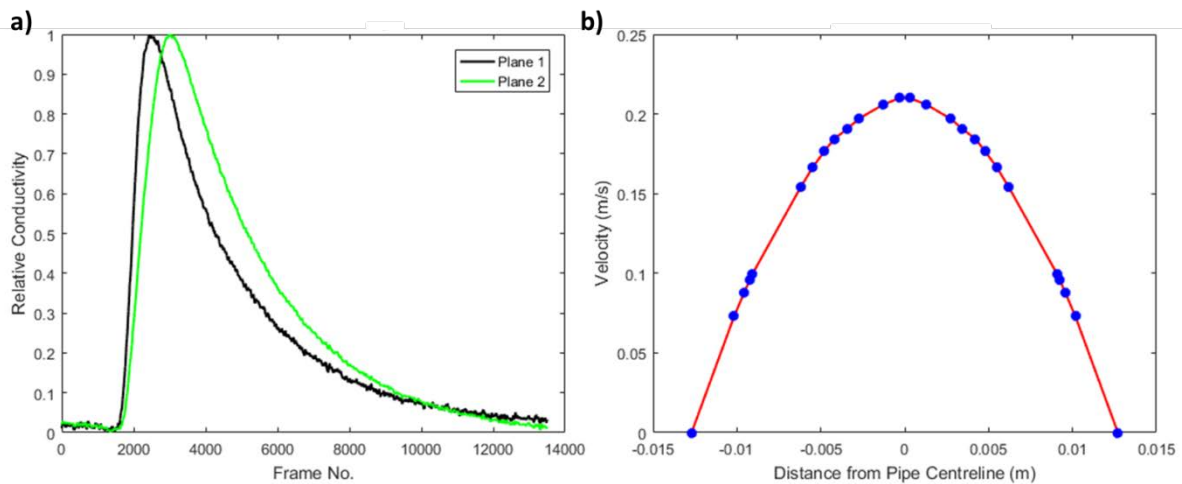 a)
1
0.9
0.8
0.7
0.6
0.5
0.4
0.3
0.2
0.1
0
Relative Conductivity
Plane 1
Plane 2
0 2000 4000 6000 8000 10000 12000 14000
Frame No.
b)
0.25
0.2
0.15
0.1
0.05
0
Velocity (m/s)
-0.015 -0.01 -0.005 0 0.005 0.01 0.015
Distance from Pipe Centreline (m)